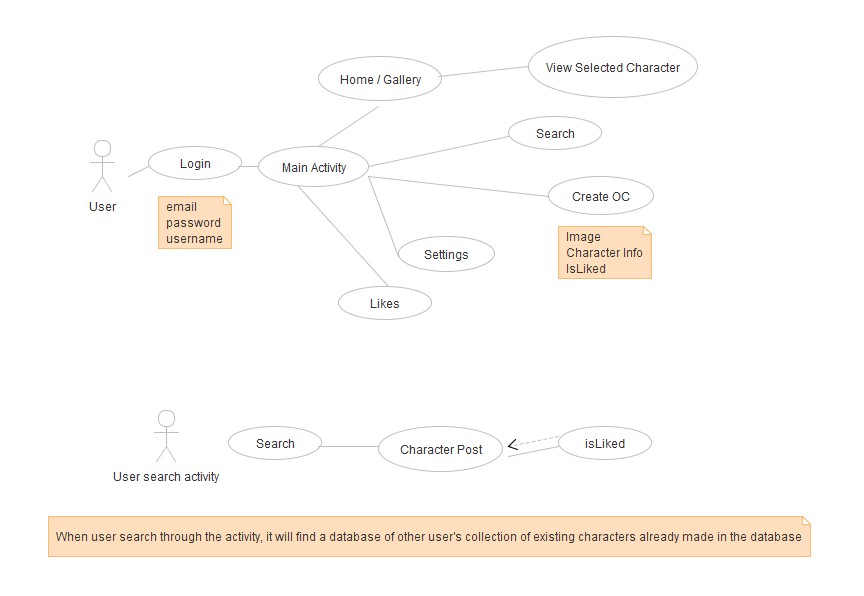 Home / Gallery
View Selected Character
Search
Login
Main Activity
User
email
password
username
Create OC
Image
Character Info
IsLiked
Settings
Likes
Search
Character Post
isLiked
User search activity
When user search through the activity, it will find a database of other user's collection of existing characters already made in the database